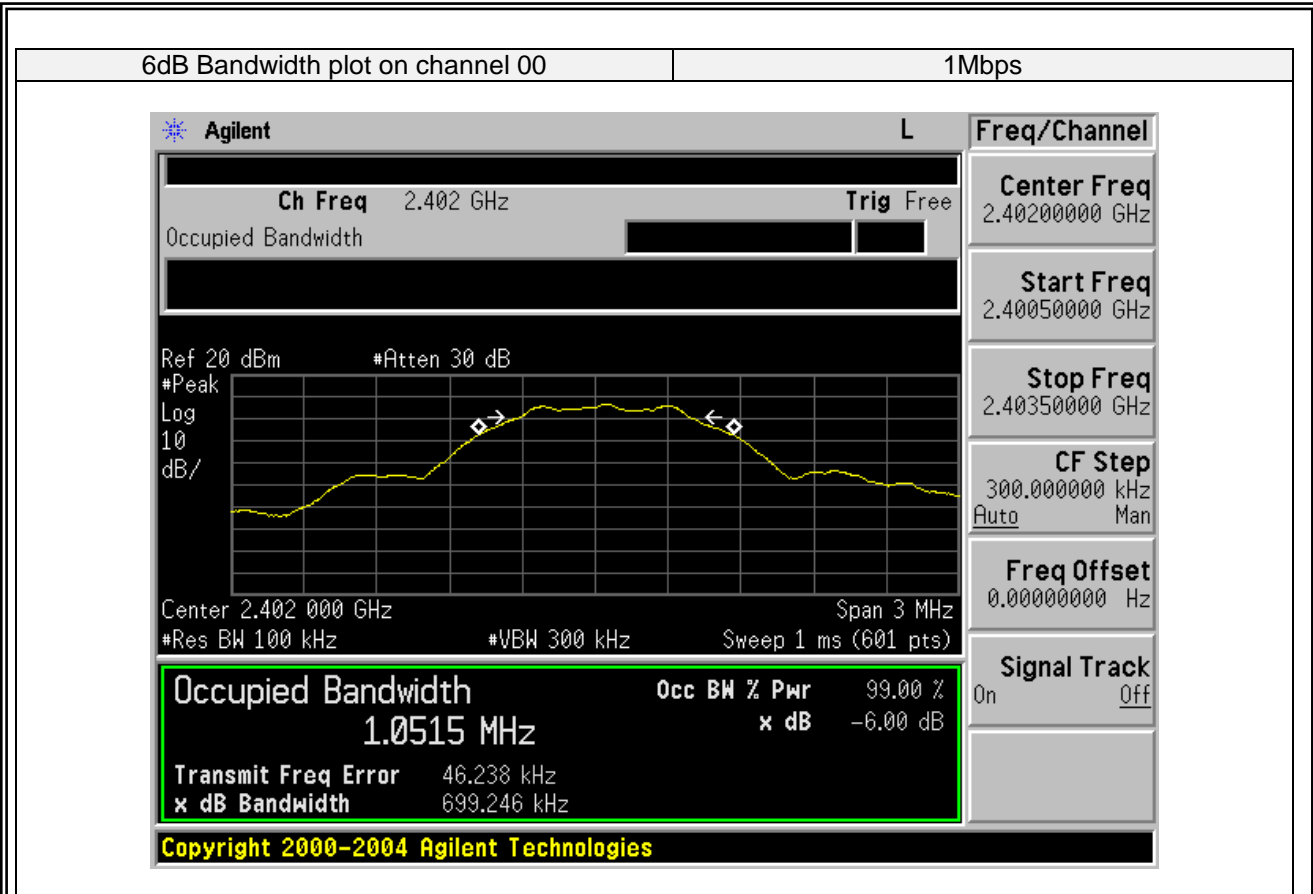 6dB Bandwidth plot on channel 00 1Mbps
Agilent L Freq/Channel
Ch Freq 2.402 GHz Trig Free
Occupied Bandwidth
Center Freq
2.40200000 GHz
Start Freq
2.40050000 GHz
Stop Freq
2.40350000 GHz
CF Step
300.000000 kHz
Auto Man
Freq Offset
0.00000000 Hz
Signal Track
On Off
Ref 20 dBm #Atten 30 dB
#Peak
Log
10
dB/
Center 2.402 000 GHz Span 3 MHz
#Res BW 100 kHz #VBW 300 kHz Sweep 1 ms (601 pts)
Occupied Bandwidth Occ BW % Pwr 99.00 %
1.0515 MHz x dB -6.00 dB
Transmit Freq Error 46.238 kHz
x dB Bandwidth 699.246 kHz
Copyright 2000-2004 Agilent Technologies